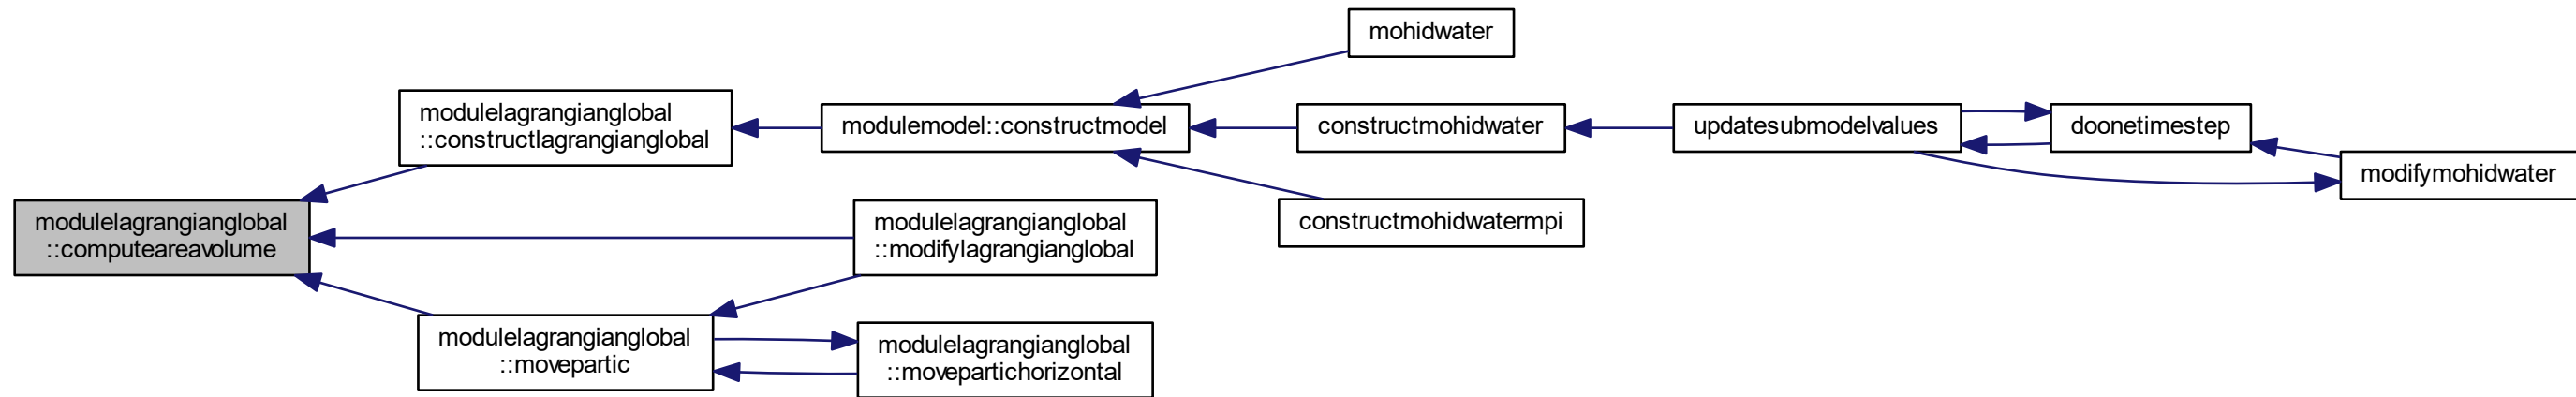 mohidwater
modulelagrangianglobal
::constructlagrangianglobal
modulemodel::constructmodel
constructmohidwater
updatesubmodelvalues
doonetimestep
modifymohidwater
constructmohidwatermpi
modulelagrangianglobal
::computeareavolume
modulelagrangianglobal
::modifylagrangianglobal
modulelagrangianglobal
::movepartic
modulelagrangianglobal
::movepartichorizontal